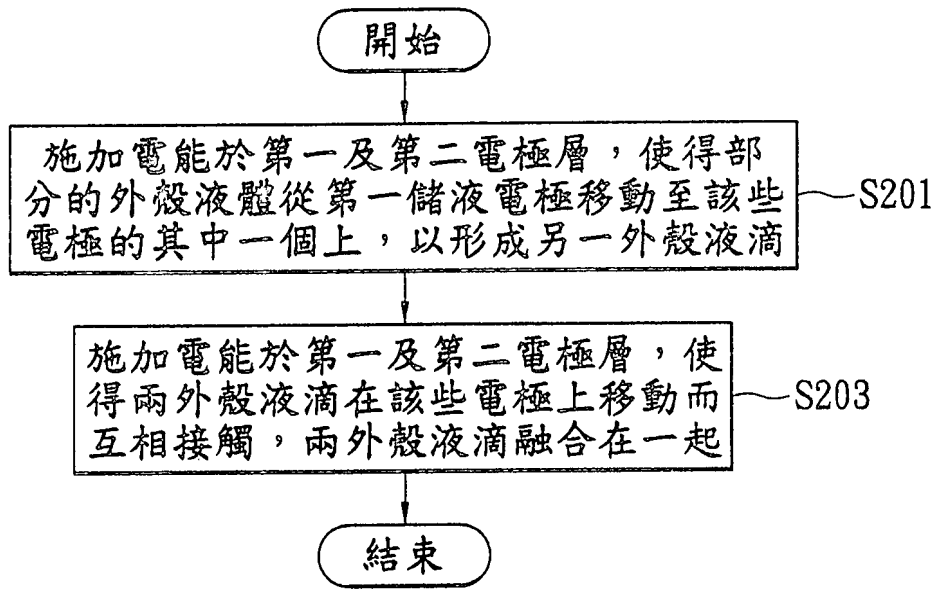 開始
施加電能於第一及第二電極層，使得部
分的外殼液體從第一儲液電極移動至該些
電極的其中一個上，以形成另一外殼液滴
S201
施加電能於第一及第二電極層，使
得兩外殼液滴在該些電極上移動而
互相接觸，兩外殼液滴融合在一起
S203
結束